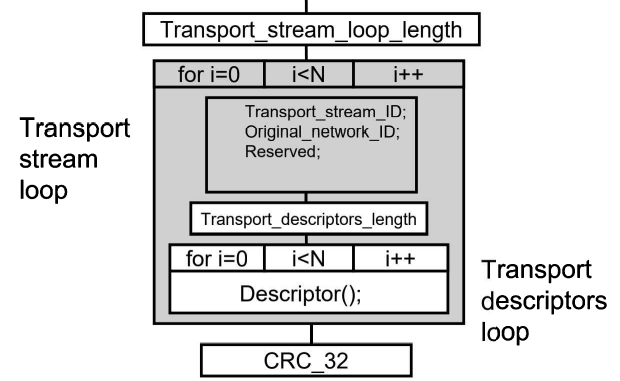 Transport_stream_loop_length
for i=0 i<N i++
Transport
stream
loop
Transport_stream_ID;
Original_network_ID;
Reserved;
Transport_descriptors_length
for i=0 i<N i++
Descriptor();
Transport
descriptors
loop
CRC_32